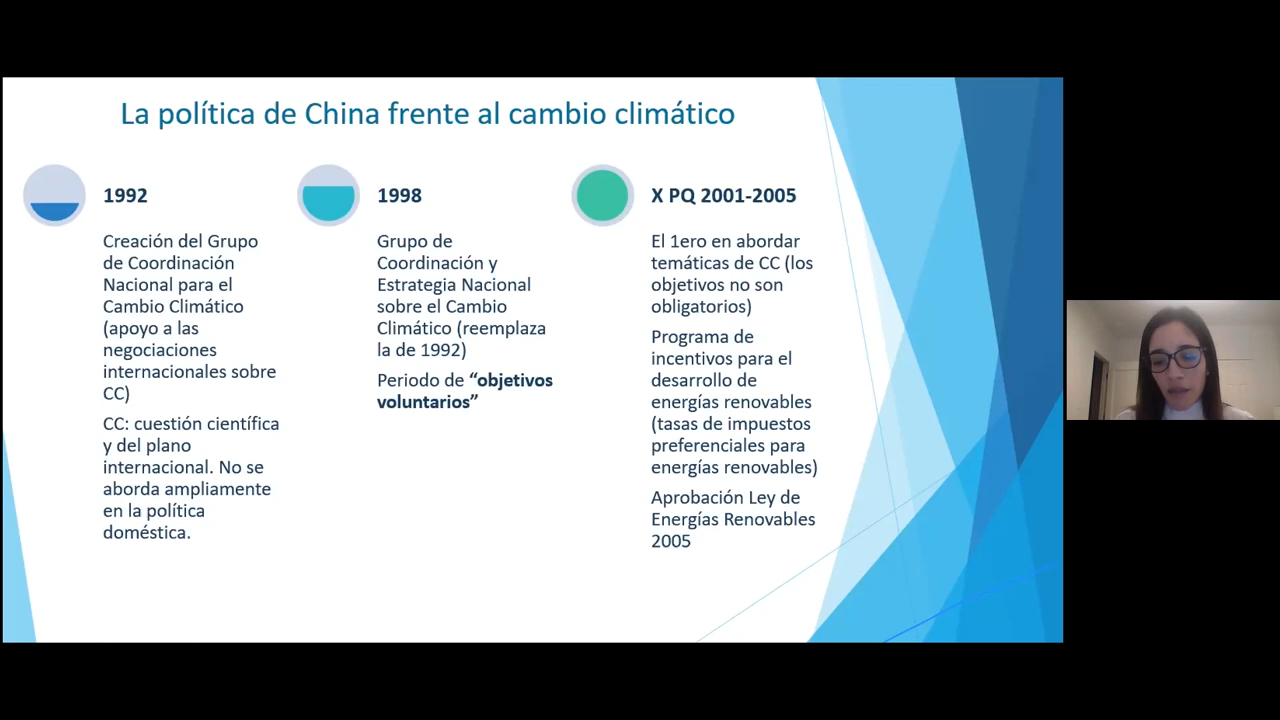 La política de China frente al cambio climático
1992
Creación del Grupo
de Coordinación
Nacional para el
Cambio Climático
(apoyo a las
negociaciones
internacionales sobre
CC)
CC: cuestión científica
y del plano
internacional. No se
aborda ampliamente
en la política
doméstica.
1998
Grupo de
Coordinación y
Estrategia Nacional
sobre el Cambio
Climático (reemplaza
la de 1992)
Periodo de “objetivos
voluntarios”
X PQ 2001-2005
El 1ero en abordar
temáticas de CC (los
objetivos no son
obligatorios)
Programa de
incentivos para el
desarrollo de
energías renovables
(tasas de impuestos
preferenciales para
energías renovables)
Aprobación Ley de
Energías Renovables
2005